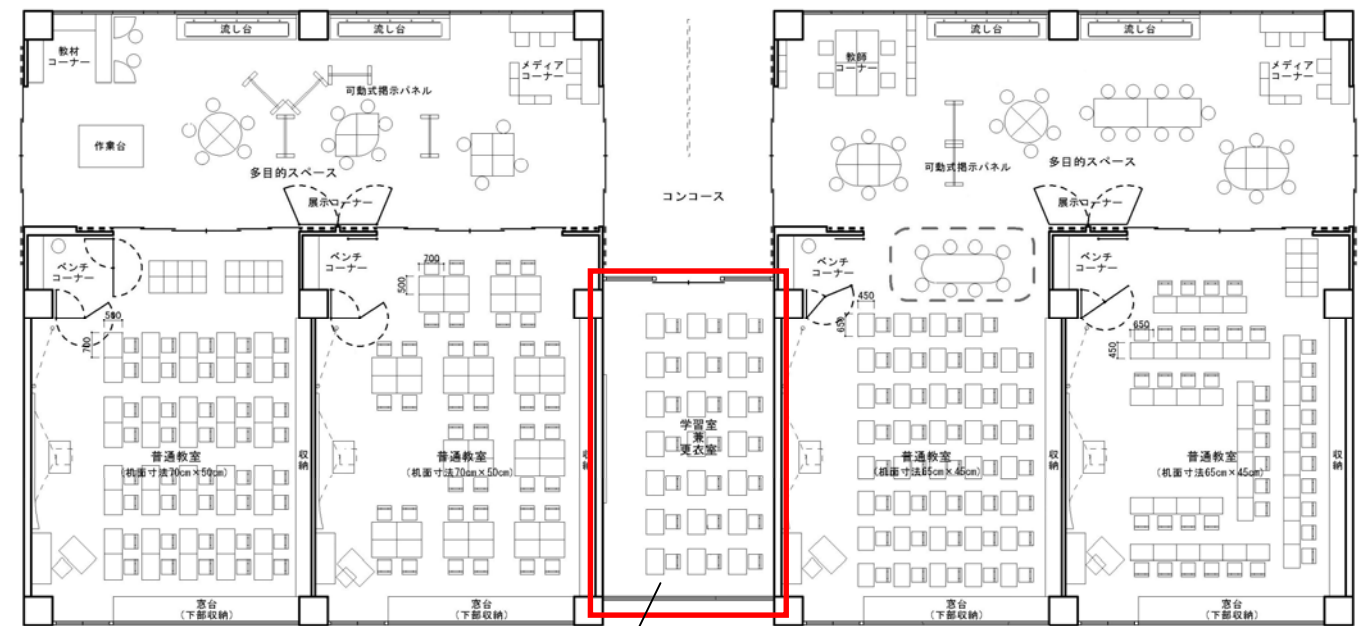 流し台
流し台
流し台
流し台
教材
コーナー
メディア
コーナー
教師
コーナー
メディア
コーナー
可動式掲示パネル
作業台
多目的スペース
可動式掲示パネル
多目的スペース
コンコース
展示コーナー
展示コーナー
ベンチ
コーナー
ベンチ
コーナー
ベンチ
コーナー
ベンチ
コーナー
700
500
500
700
450
650
650
450
学習室
兼
更衣室
普通教室
(机面寸法70cm×50cm)
収納
普通教室
(机面寸法70cm×50cm)
収納
普通教室
(机面寸法65cm×45cm)
収納
普通教室
(机面寸法65cm×45cm)
収納
窓台
(下部収納)
窓台
(下部収納)
窓台
(下部収納)
窓台
(下部収納)